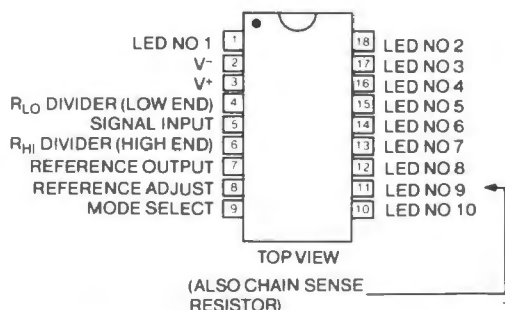 LED NO 1 1
V⁻ 2
V⁺ 3
R_LO DIVIDER (LOW END) 4
SIGNAL INPUT 5
R_HI DIVIDER (HIGH END) 6
REFERENCE OUTPUT 7
REFERENCE ADJUST 8
MODE SELECT 9
18 LED NO 2
17 LED NO 3
16 LED NO 4
15 LED NO 5
14 LED NO 6
13 LED NO 7
12 LED NO 8
11 LED NO 9
10 LED NO 10
TOP VIEW
(ALSO CHAIN SENSE
RESISTOR)